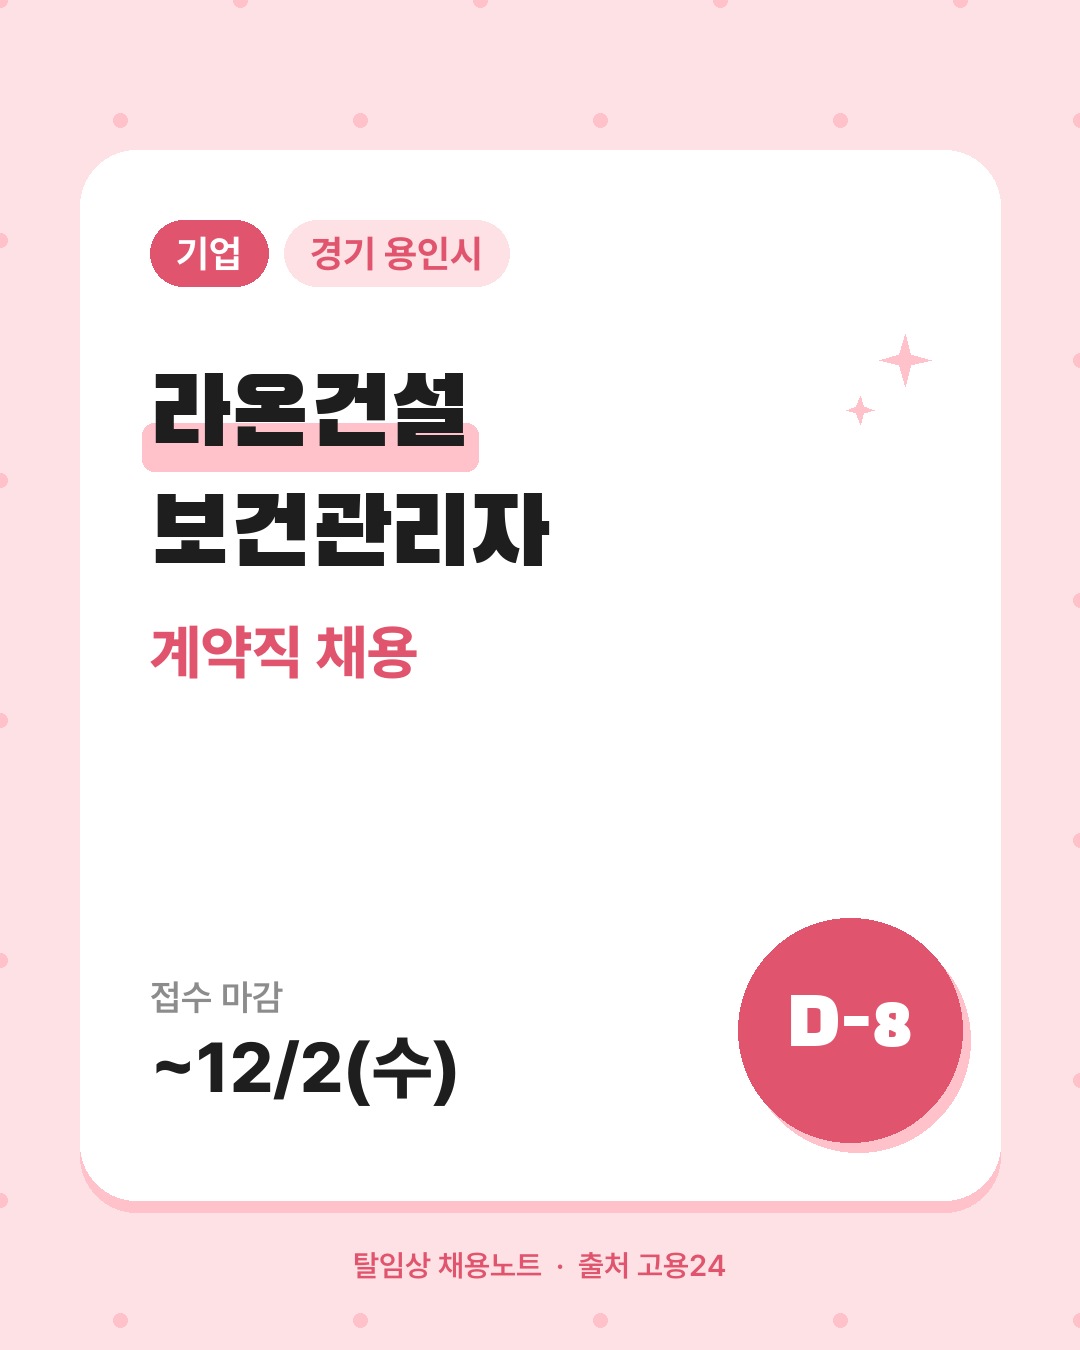 기업 경기 용인시
라온건설
보건관리자
계약직 채용
접수 마감
~12/2(수)
D-8
탈임상 채용노트 · 출처 고용24